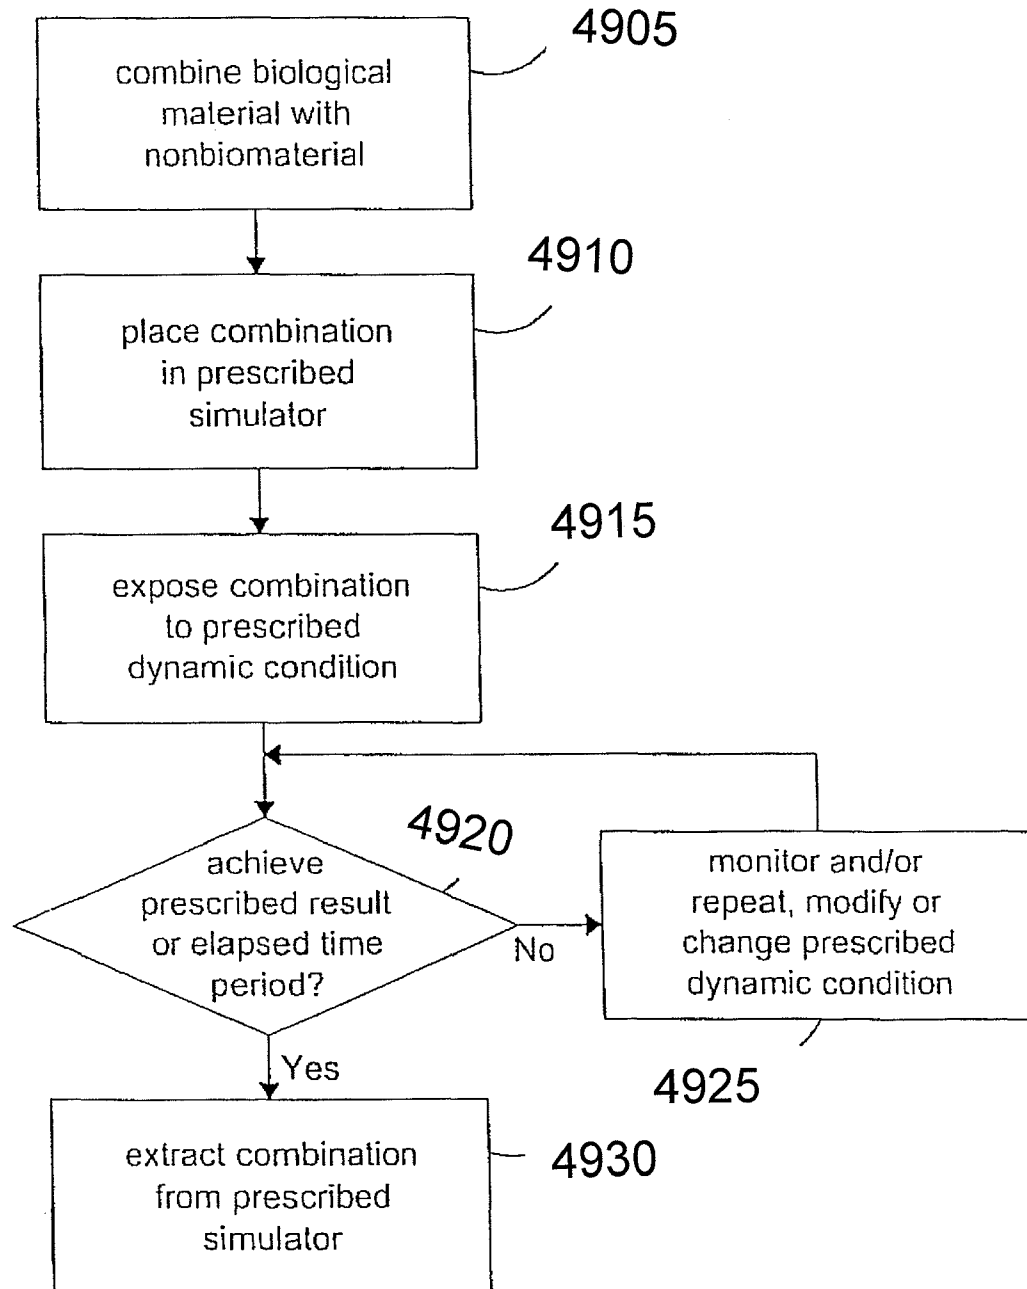 4905
combine biological
material with
nonbiomaterial
4910
place combination
in prescribed
simulator
4915
expose combination
to prescribed
dynamic condition
4920
achieve
prescribed result
or elapsed time
period?
No
monitor and/or
repeat, modify or
change prescribed
dynamic condition
4925
Yes
extract combination
from prescribed
simulator
4930